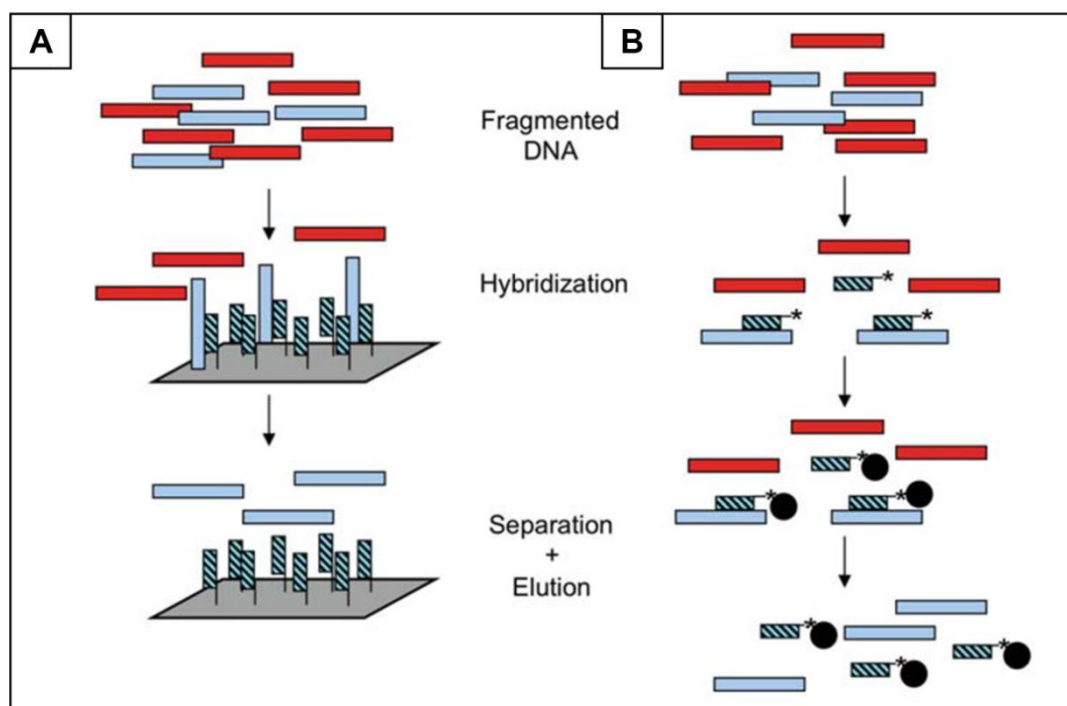 A
B
Fragmented
DNA
Hybridization
*
*
*
*
*
*
Separation
+
Elution
*
*
*